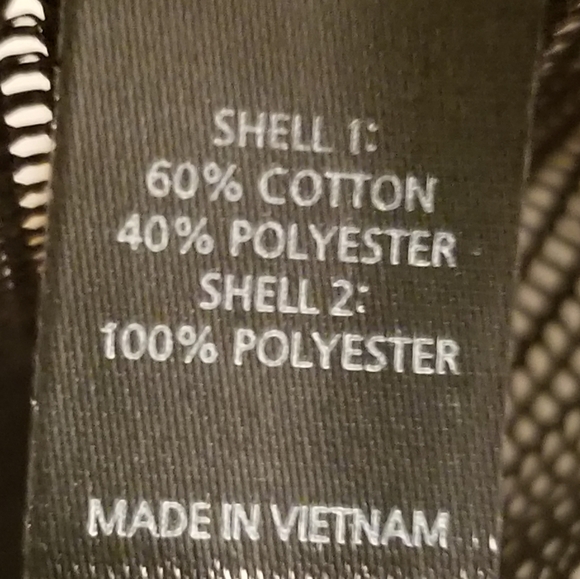 SHELL 1:
60% COTTON
40% POLYESTER
SHELL 2:
100% POLYESTER
MADE IN VIETNAM